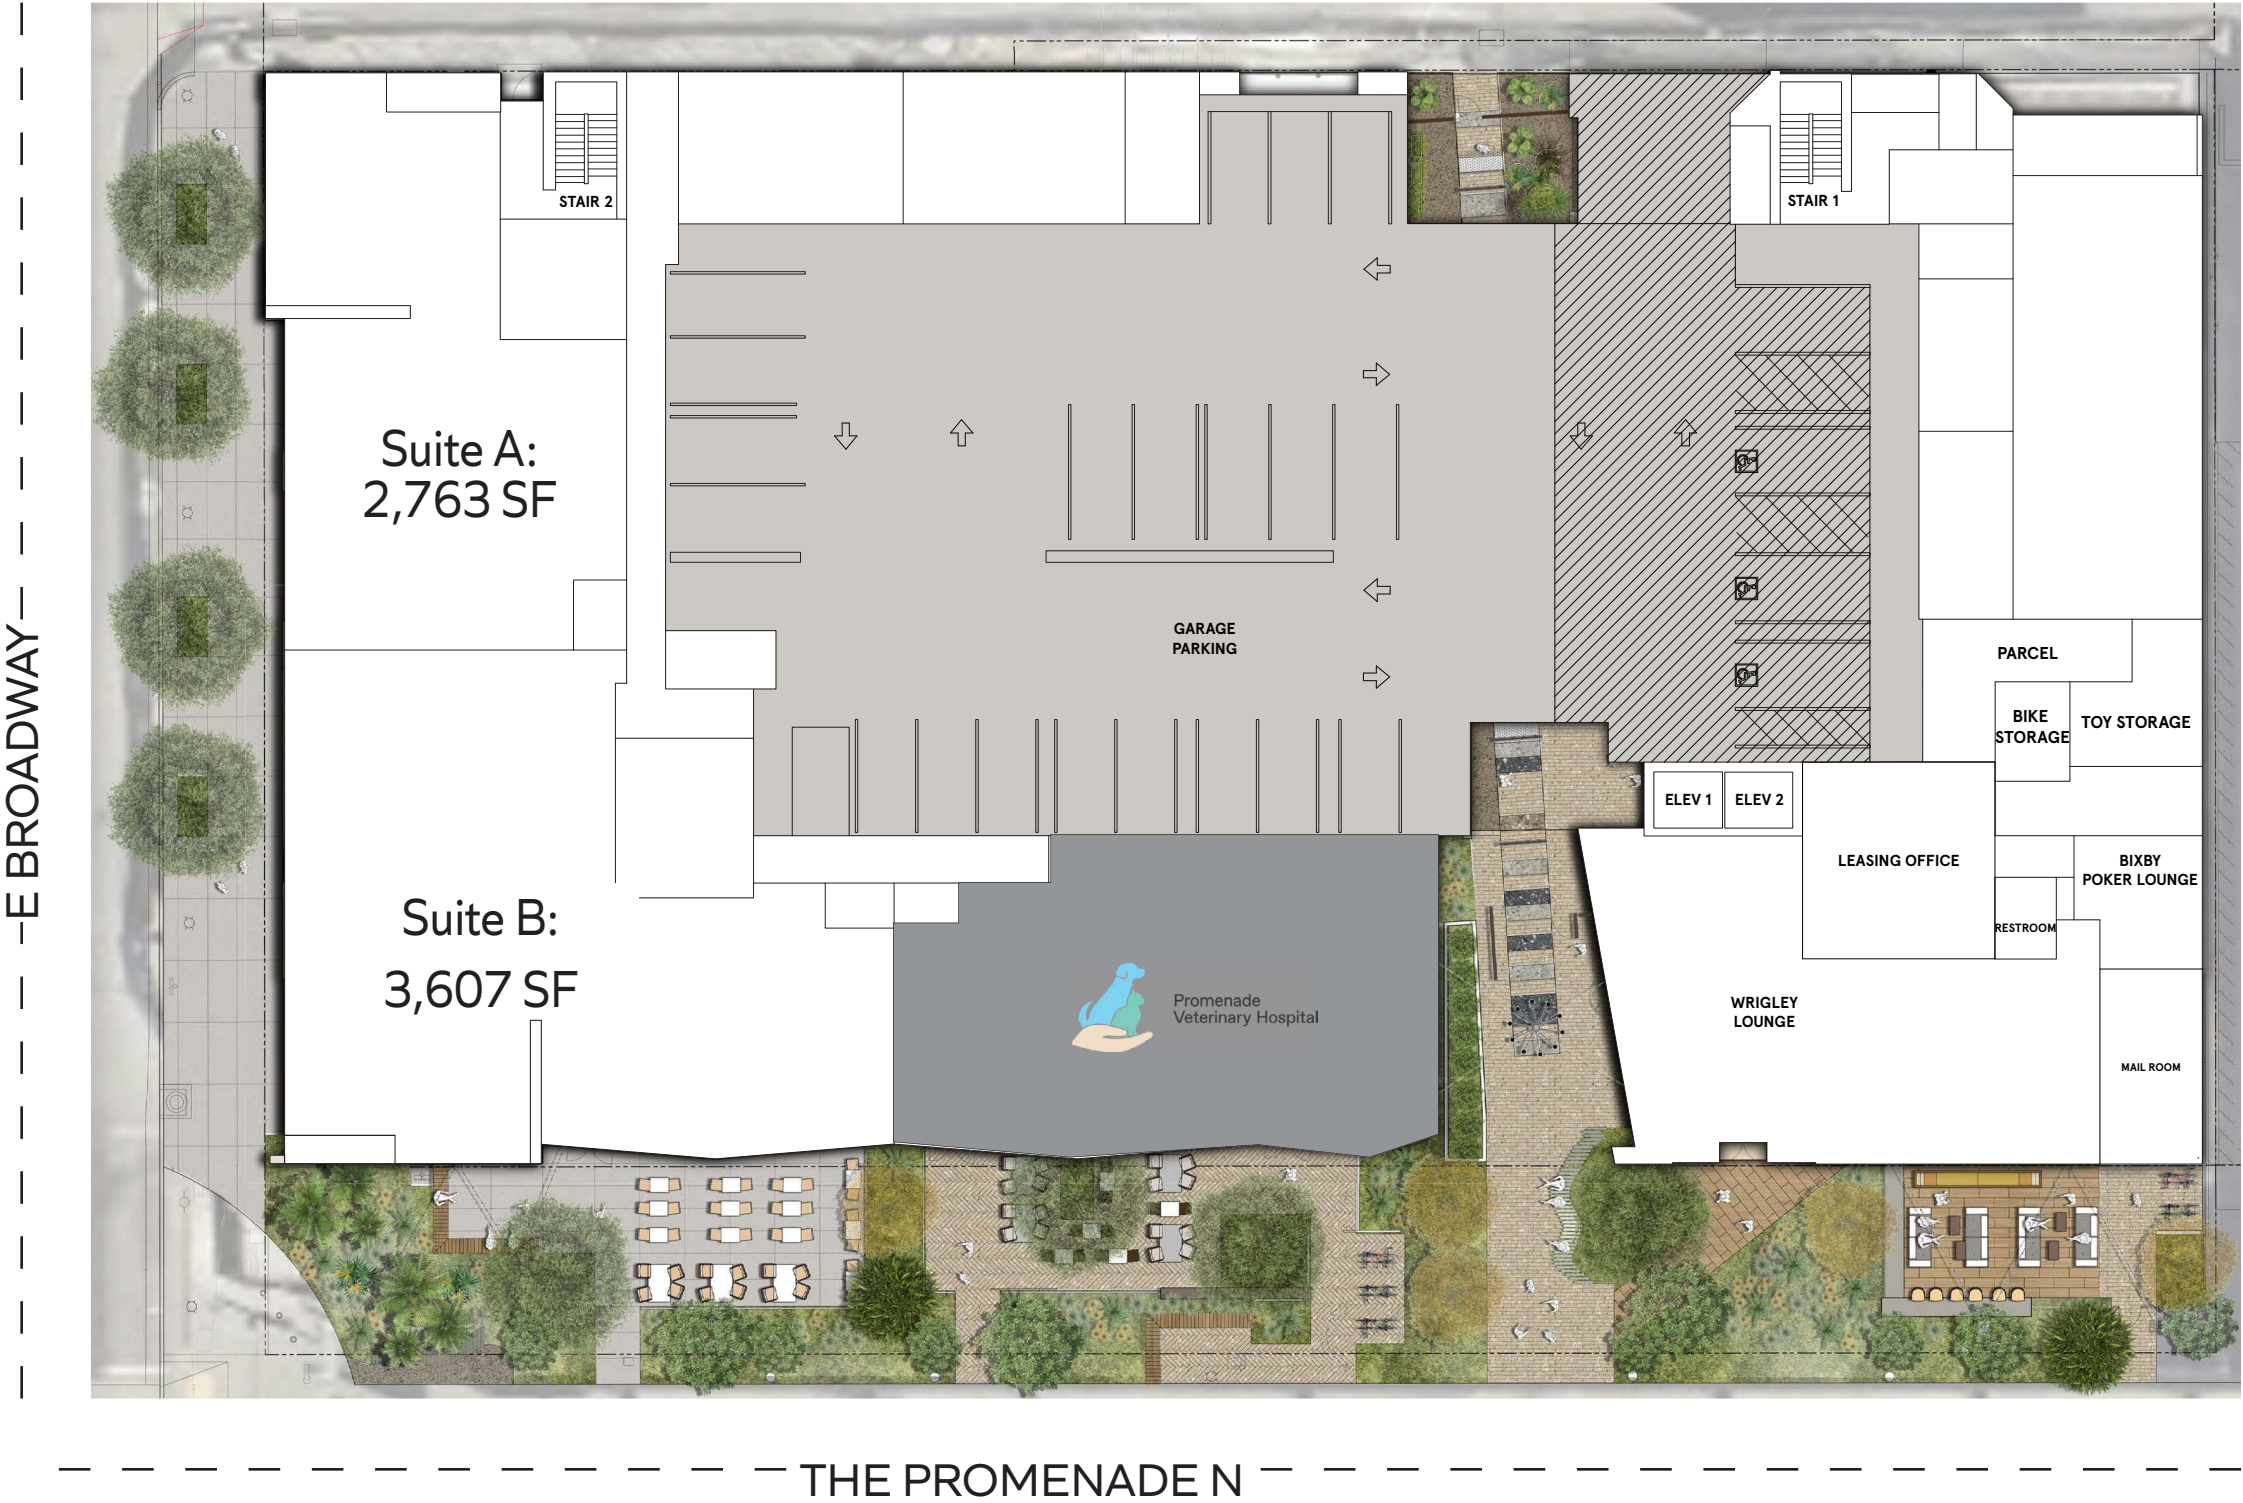 STAIR 2
STAIR 1
Suite A:
2,763 SF
GARAGE
PARKING
PARCEL
BIKE
STORAGE
TOY STORAGE
ELEV 1
ELEV 2
LEASING OFFICE
BIXBY
POKER LOUNGE
RESTROOM
Suite B:
3,607 SF
Promenade
Veterinary Hospital
WRIGLEY
LOUNGE
MAIL ROOM
E BROADWAY
THE PROMENADE N